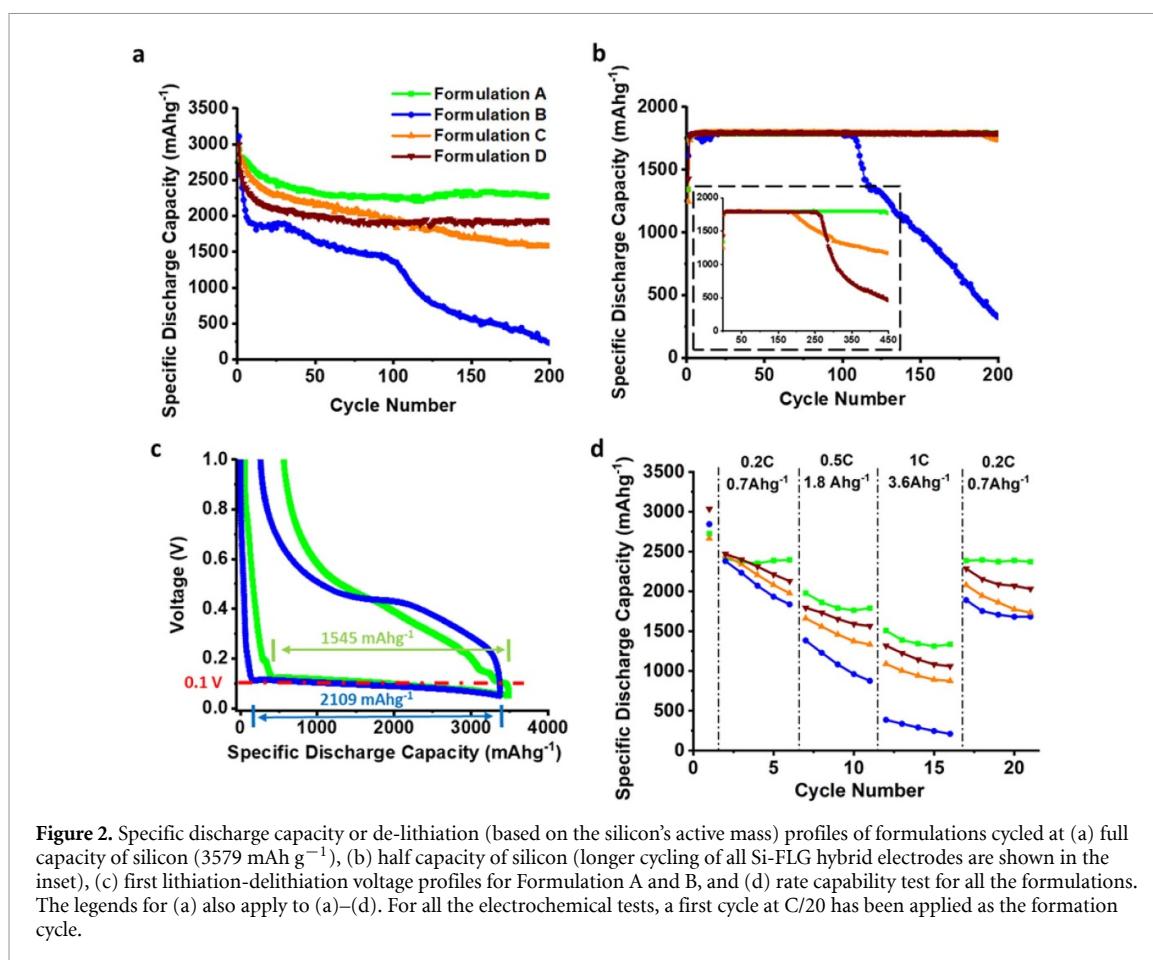 a
Formulation A
Formulation B
Formulation C
Formulation D
Specific Discharge Capacity (mAhg-1)
3500
3000
2500
2000
1500
1000
500
0
0 50 100 150 200
Cycle Number
b
Specific Discharge Capacity (mAhg-1)
2000
1500
1000
500
0
2000
1500
1000
500
0
50 150 250 350 450
0 50 100 150 200
Cycle Number
c
Voltage (V)
1.0
0.8
0.6
0.4
0.2
0.0
1545 mAhg-1
0.1 V
2109 mAhg-1
0 1000 2000 3000 4000
Specific Discharge Capacity (mAhg-1)
d
Specific Discharge Capacity (mAhg-1)
3500
3000
2500
2000
1500
1000
500
0
0.2C 0.5C 1C 0.2C
0.7Ahg-1 1.8 Ahg-1 3.6Ahg-1 0.7Ahg-1
0 5 10 15 20
Cycle Number
Figure 2. Specific discharge capacity or de-lithiation (based on the silicon's active mass) profiles of formulations cycled at (a) full
capacity of silicon (3579 mAh g−1), (b) half capacity of silicon (longer cycling of all Si-FLG hybrid electrodes are shown in the
inset), (c) first lithiation-delithiation voltage profiles for Formulation A and B, and (d) rate capability test for all the formulations.
The legends for (a) also apply to (a)–(d). For all the electrochemical tests, a first cycle at C/20 has been applied as the formation
cycle.